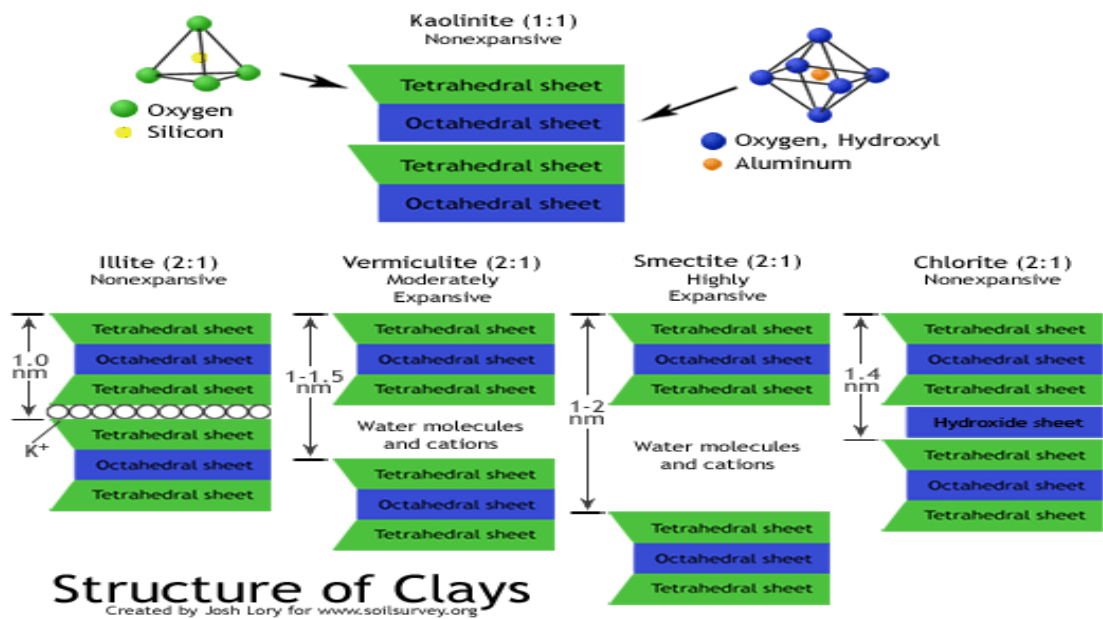 Kaolinite (1:1)
Nonexpansive
Oxygen
Silicon
Tetrahedral sheet
Octahedral sheet
Tetrahedral sheet
Octahedral sheet
Oxygen, Hydroxyl
Aluminum
Illite (2:1)
Nonexpansive
1.0
nm
Tetrahedral sheet
Octahedral sheet
Tetrahedral sheet
K+
Tetrahedral sheet
Octahedral sheet
Tetrahedral sheet
Vermiculite (2:1)
Moderately
Expansive
1-1.5
nm
Tetrahedral sheet
Octahedral sheet
Tetrahedral sheet
Water molecules
and cations
Tetrahedral sheet
Octahedral sheet
Tetrahedral sheet
Smectite (2:1)
Highly
Expansive
1-2
nm
Tetrahedral sheet
Octahedral sheet
Tetrahedral sheet
Water molecules
and cations
Tetrahedral sheet
Octahedral sheet
Tetrahedral sheet
Chlorite (2:1)
Nonexpansive
1.4
nm
Tetrahedral sheet
Octahedral sheet
Tetrahedral sheet
Hydroxide sheet
Tetrahedral sheet
Octahedral sheet
Tetrahedral sheet
Structure of Clays
Created by Josh Lory for www.soilsurvey.org